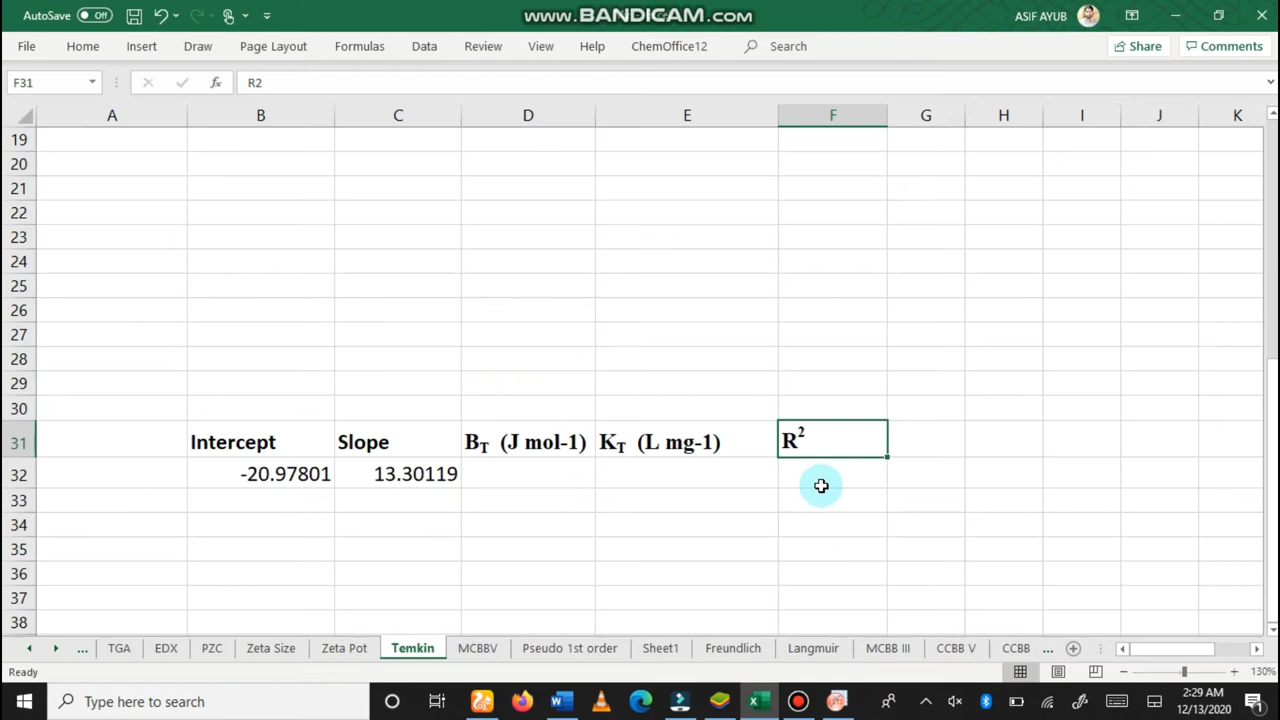 AutoSave Off
www.BANDICAM.com
ASIF AYUB
File Home Insert Draw Page Layout Formulas Data Review View Help ChemOffice12 Search Share Comments
F31 fx R2
A B C D E F G H I J K
19
20
21
22
23
24
25
26
27
28
29
30
31 Intercept Slope B_T (J mol-1) K_T (L mg-1) R²
32 -20.97801 13.30119
33
34
35
36
37
38
... TGA EDX PZC Zeta Size Zeta Pot Temkin MCBBV Pseudo 1st order Sheet1 Freundlich Langmuir MCBB III CCBB V CCBB ...
Ready 130%
Type here to search
2:29 AM
12/13/2020
1